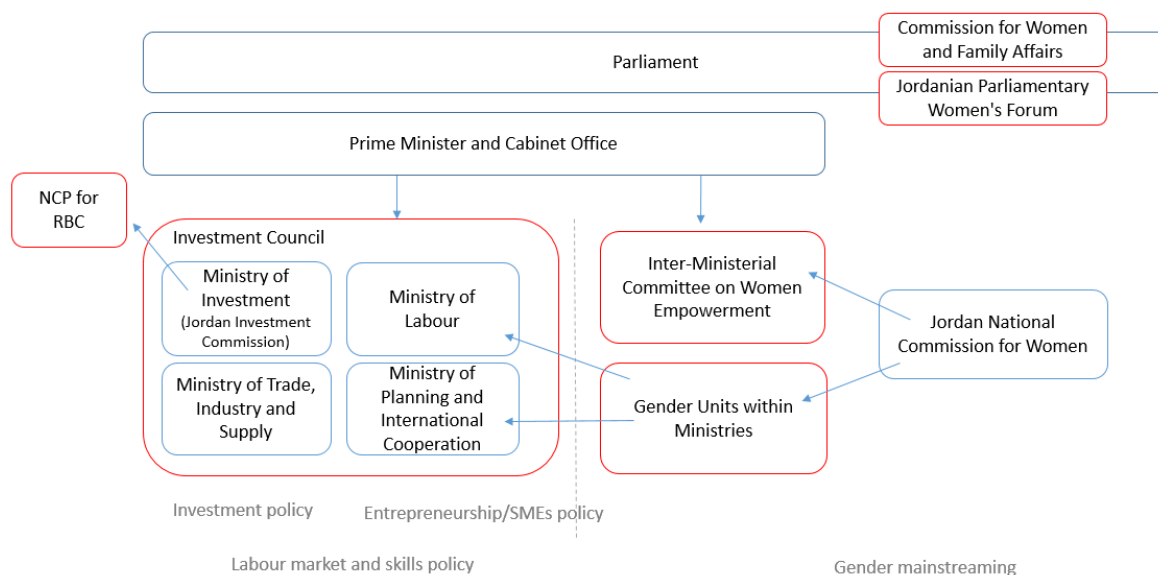 Commission for Women
and Family Affairs
Parliament
Jordanian Parliamentary
Women's Forum
Prime Minister and Cabinet Office
NCP for
RBC
Investment Council
Ministry of
Investment
(Jordan Investment
Commission)
Ministry of
Labour
Ministry of Trade,
Industry and
Supply
Ministry of
Planning and
International
Cooperation
Inter-Ministerial
Committee on Women
Empowerment
Jordan National
Commission for Women
Gender Units within
Ministries
Investment policy
Entrepreneurship/SMEs policy
Labour market and skills policy
Gender mainstreaming